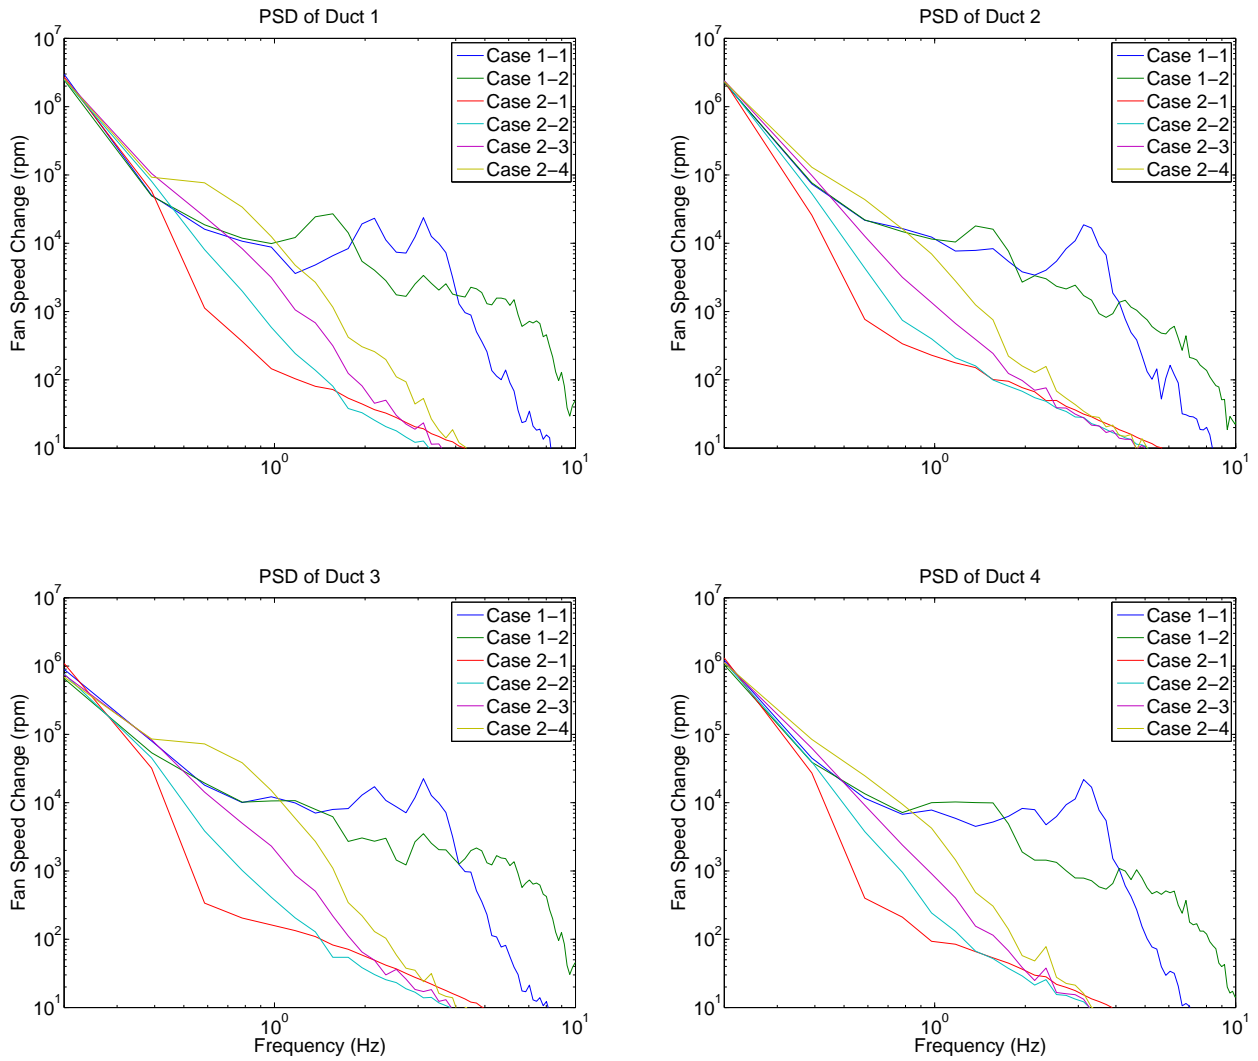 PSD of Duct 1
10^7
10^6
10^5
10^4
10^3
10^2
10^1
10^0
10^1
Fan Speed Change (rpm)
Case 1−1
Case 1−2
Case 2−1
Case 2−2
Case 2−3
Case 2−4
PSD of Duct 2
10^7
10^6
10^5
10^4
10^3
10^2
10^1
10^0
10^1
Fan Speed Change (rpm)
Case 1−1
Case 1−2
Case 2−1
Case 2−2
Case 2−3
Case 2−4
PSD of Duct 3
10^7
10^6
10^5
10^4
10^3
10^2
10^1
10^0
10^1
Fan Speed Change (rpm)
Frequency (Hz)
Case 1−1
Case 1−2
Case 2−1
Case 2−2
Case 2−3
Case 2−4
PSD of Duct 4
10^7
10^6
10^5
10^4
10^3
10^2
10^1
10^0
10^1
Fan Speed Change (rpm)
Frequency (Hz)
Case 1−1
Case 1−2
Case 2−1
Case 2−2
Case 2−3
Case 2−4